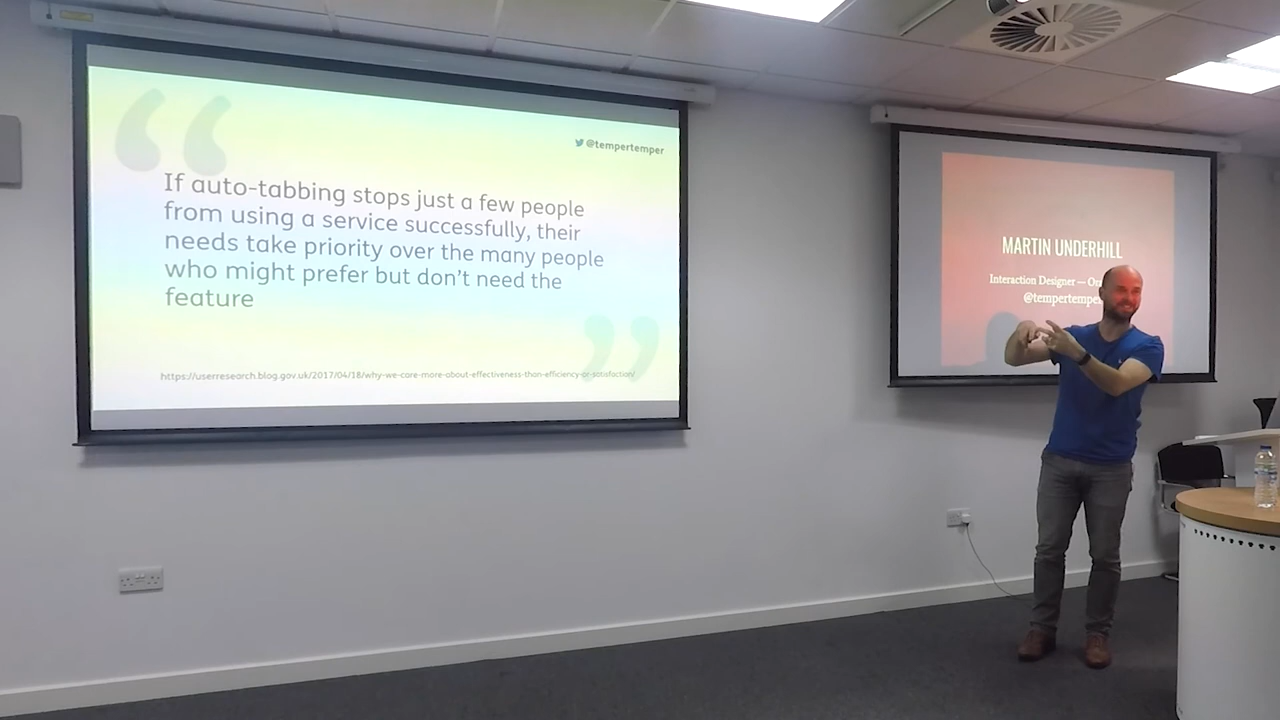 @tempertemper
If auto-tabbing stops just a few people
from using a service successfully, their
needs take priority over the many people
who might prefer but don't need the
feature
https://userresearch.blog.gov.uk/2017/04/18/why-we-care-more-about-effectiveness-than-efficiency-or-satisfaction/
MARTIN UNDERHILL
Interaction Designer —
@tempertempe